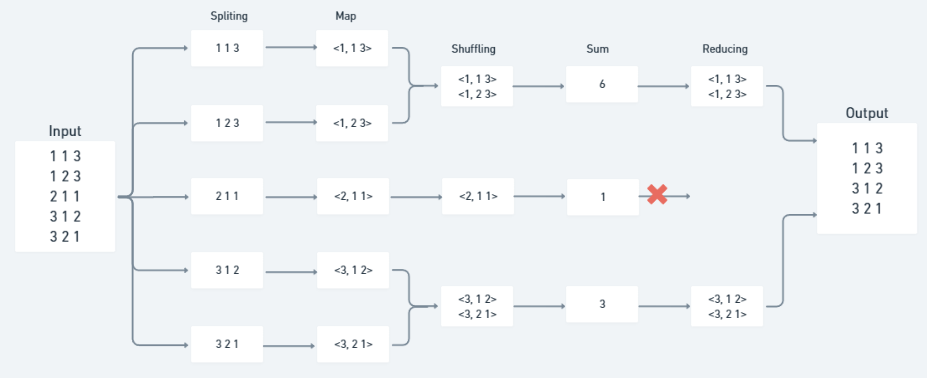 Spliting
Map
Shuffling
Sum
Reducing
Input
Output
1 1 3
1 2 3
2 1 1
3 1 2
3 2 1
1 1 3
<1, 1 3>
1 2 3
<1, 2 3>
<1, 1 3>
<1, 2 3>
6
<1, 1 3>
<1, 2 3>
2 1 1
<2, 1 1>
<2, 1 1>
1
3 1 2
<3, 1 2>
3 2 1
<3, 2 1>
<3, 1 2>
<3, 2 1>
3
<3, 1 2>
<3, 2 1>
1 1 3
1 2 3
3 1 2
3 2 1